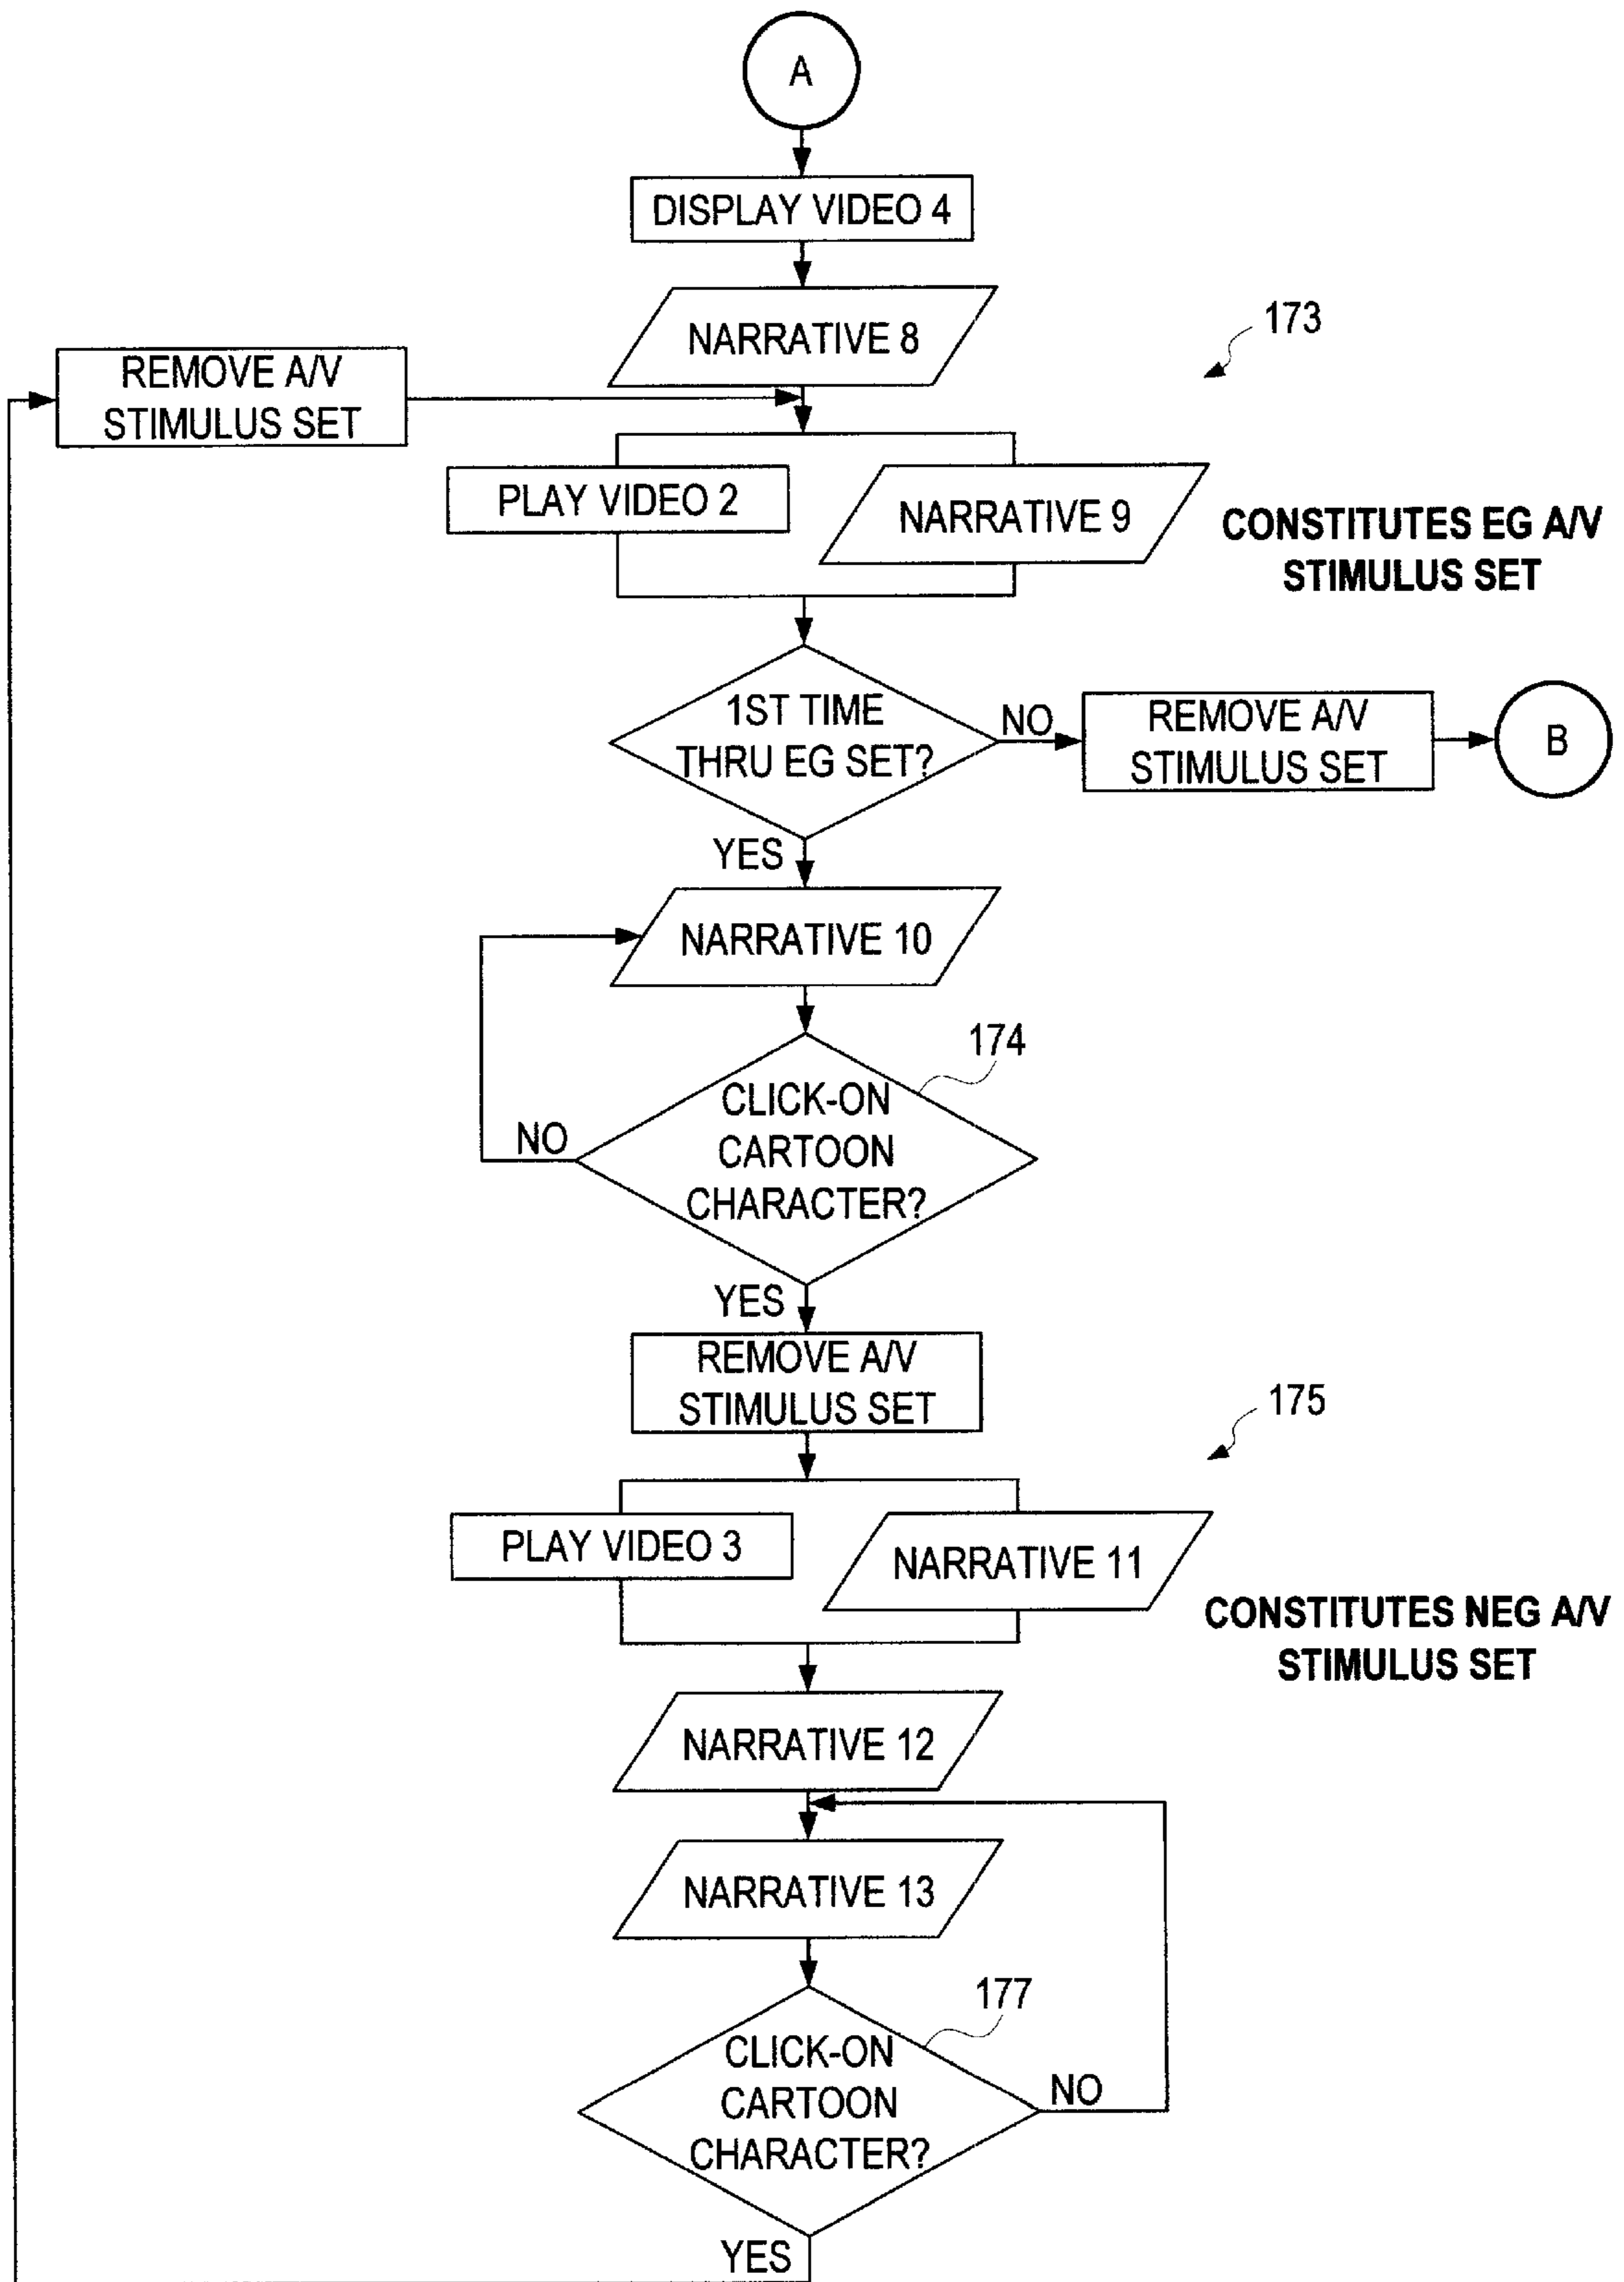 A
DISPLAY VIDEO 4
NARRATIVE 8
173
REMOVE A/V
STIMULUS SET
PLAY VIDEO 2
NARRATIVE 9
CONSTITUTES EG A/V
STIMULUS SET
1ST TIME
THRU EG SET?
NO
REMOVE A/V
STIMULUS SET
B
YES
NARRATIVE 10
174
CLICK-ON
CARTOON
CHARACTER?
NO
YES
REMOVE A/V
STIMULUS SET
175
PLAY VIDEO 3
NARRATIVE 11
CONSTITUTES NEG A/V
STIMULUS SET
NARRATIVE 12
NARRATIVE 13
177
CLICK-ON
CARTOON
CHARACTER?
NO
YES